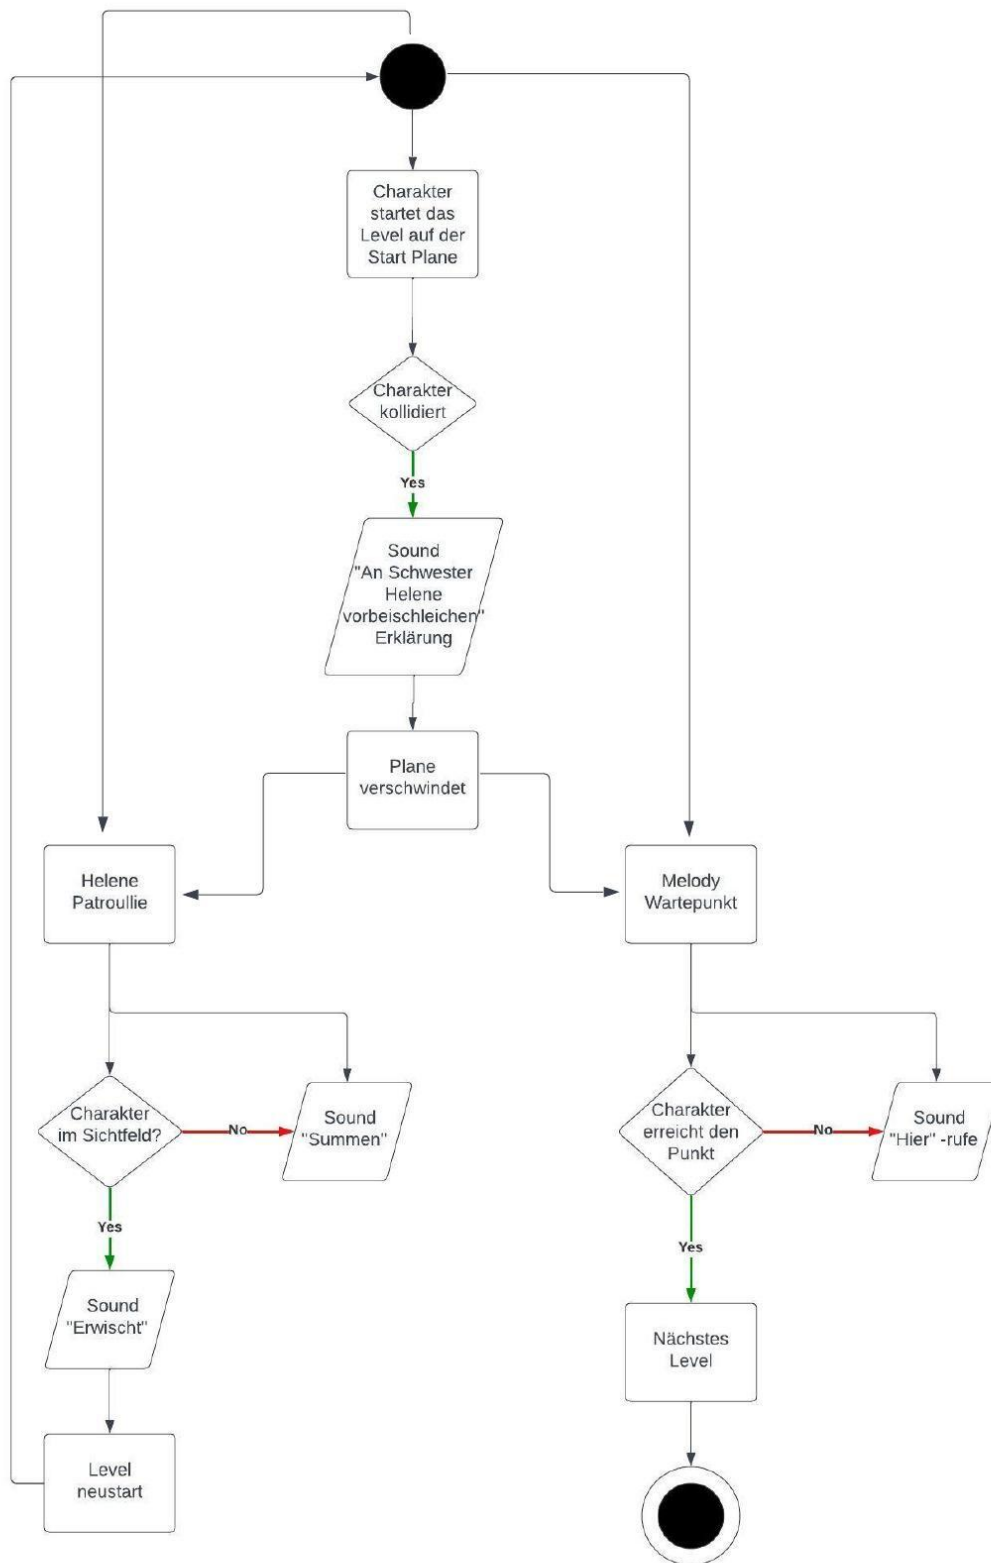 Charakter
startet das
Level auf der
Start Plane
Charakter
kollidiert
Yes
Sound
"An Schwester
Helene
vorbeischleichen"
Erklärung
Plane
verschwindet
Helene
Patroullie
Melody
Wartepunkt
Charakter
im Sichtfeld?
No
Sound
"Summen"
Charakter
erreicht den
Punkt
No
Sound
"Hier" -rufe
Yes
Yes
Sound
"Erwischt"
Nächstes
Level
Level
neustart